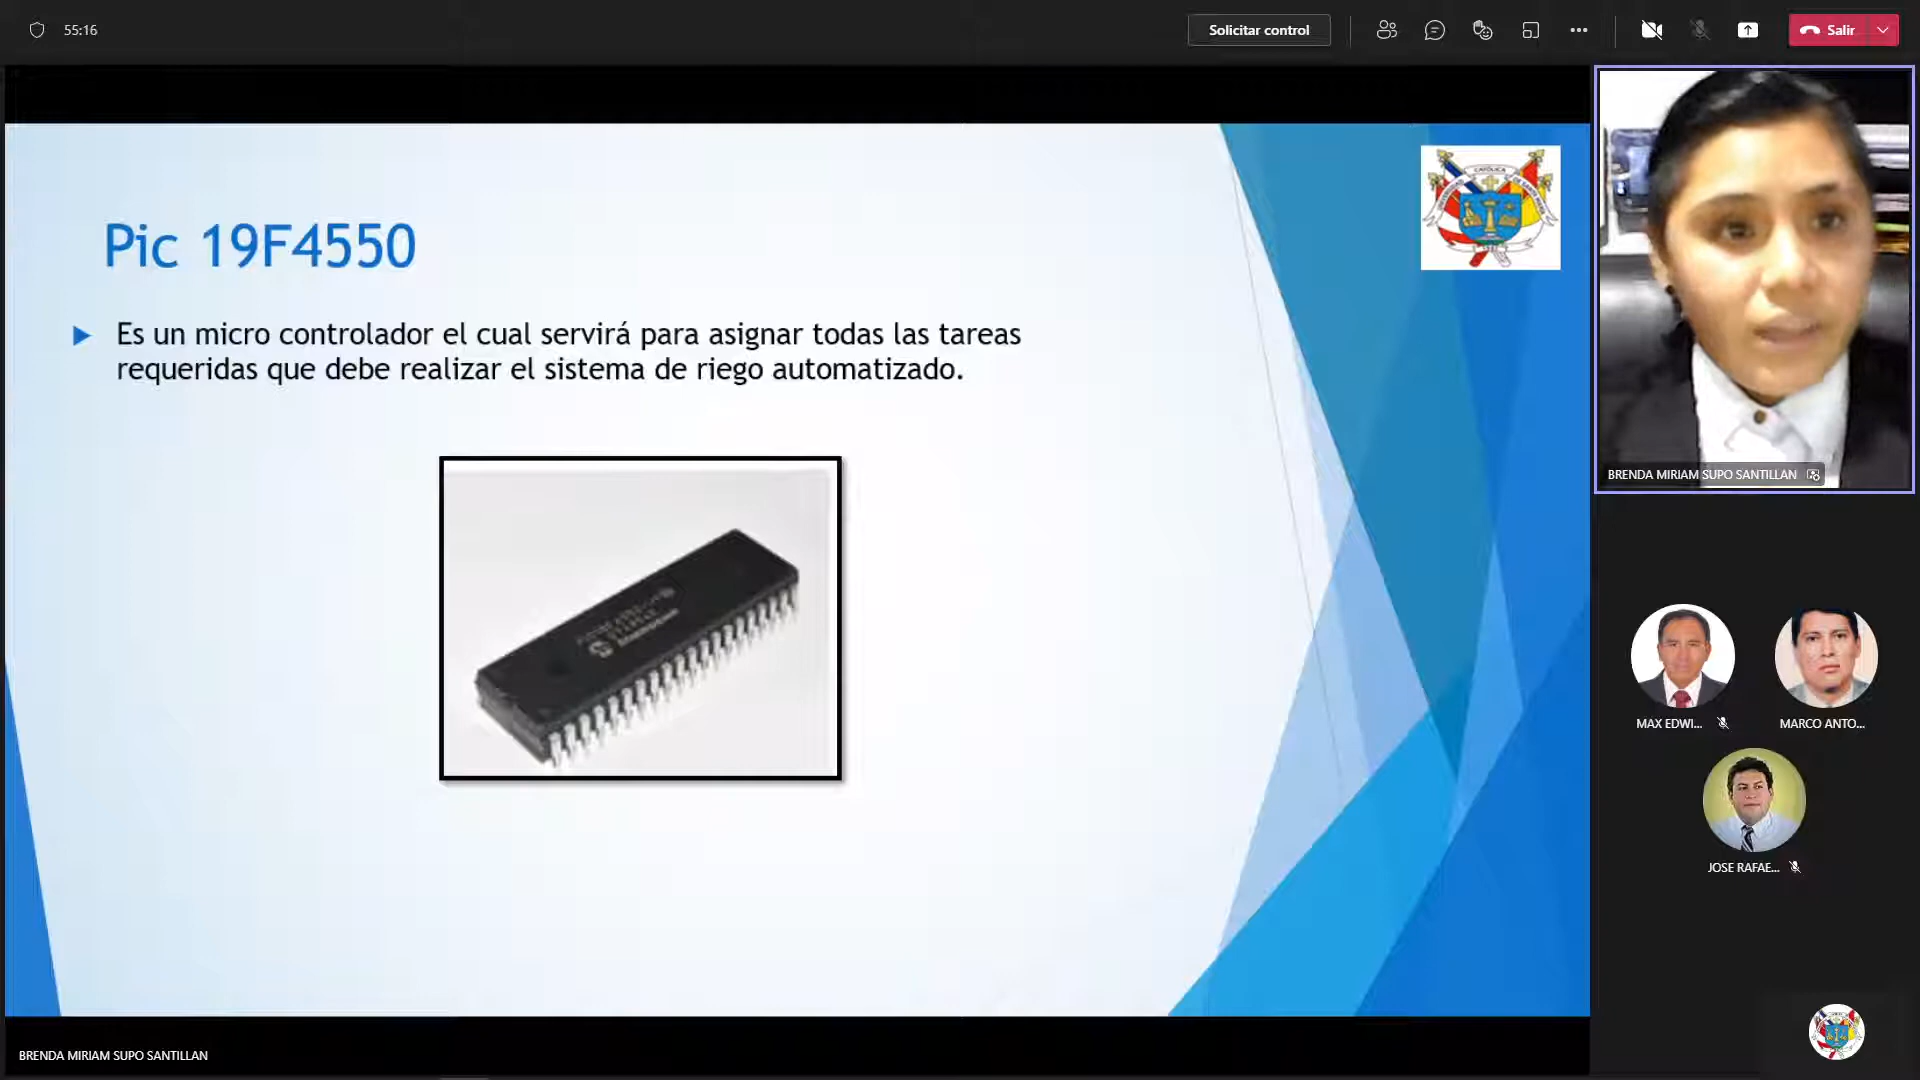 55:16
Solicitar control
Salir
Pic 19F4550
Es un micro controlador el cual servirá para asignar todas las tareas
requeridas que debe realizar el sistema de riego automatizado.
BRENDA MIRIAM SUPO SANTILLAN
MAX EDWI...
MARCO ANTO...
JOSE RAFAE...
BRENDA MIRIAM SUPO SANTILLAN